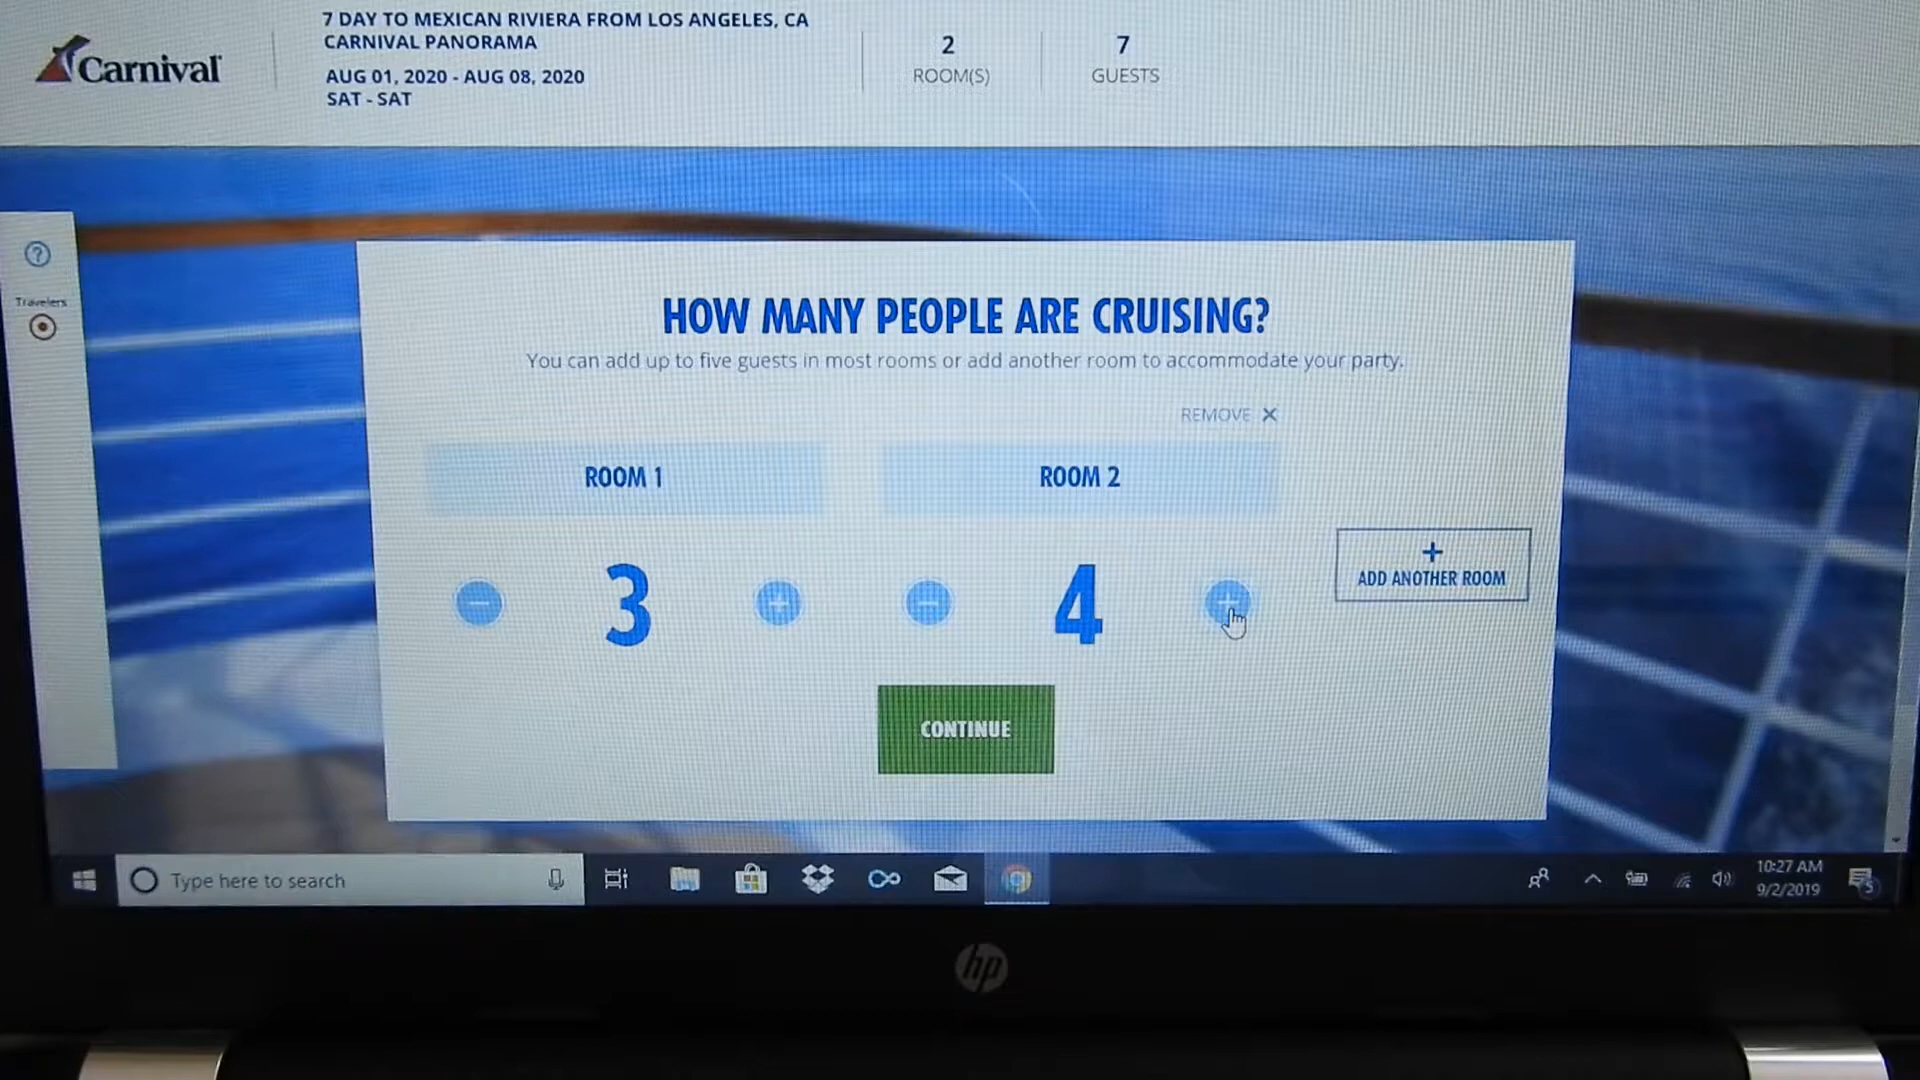 Carnival
7 DAY TO MEXICAN RIVIERA FROM LOS ANGELES, CA
CARNIVAL PANORAMA
AUG 01, 2020 - AUG 08, 2020
SAT - SAT
2
ROOM(S)
7
GUESTS
?
Travelers
HOW MANY PEOPLE ARE CRUISING?
You can add up to five guests in most rooms or add another room to accommodate your party.
REMOVE X
ROOM 1
ROOM 2
- 3 +
- 4 +
+
ADD ANOTHER ROOM
CONTINUE
Type here to search
10:27 AM
9/2/2019
5
hp